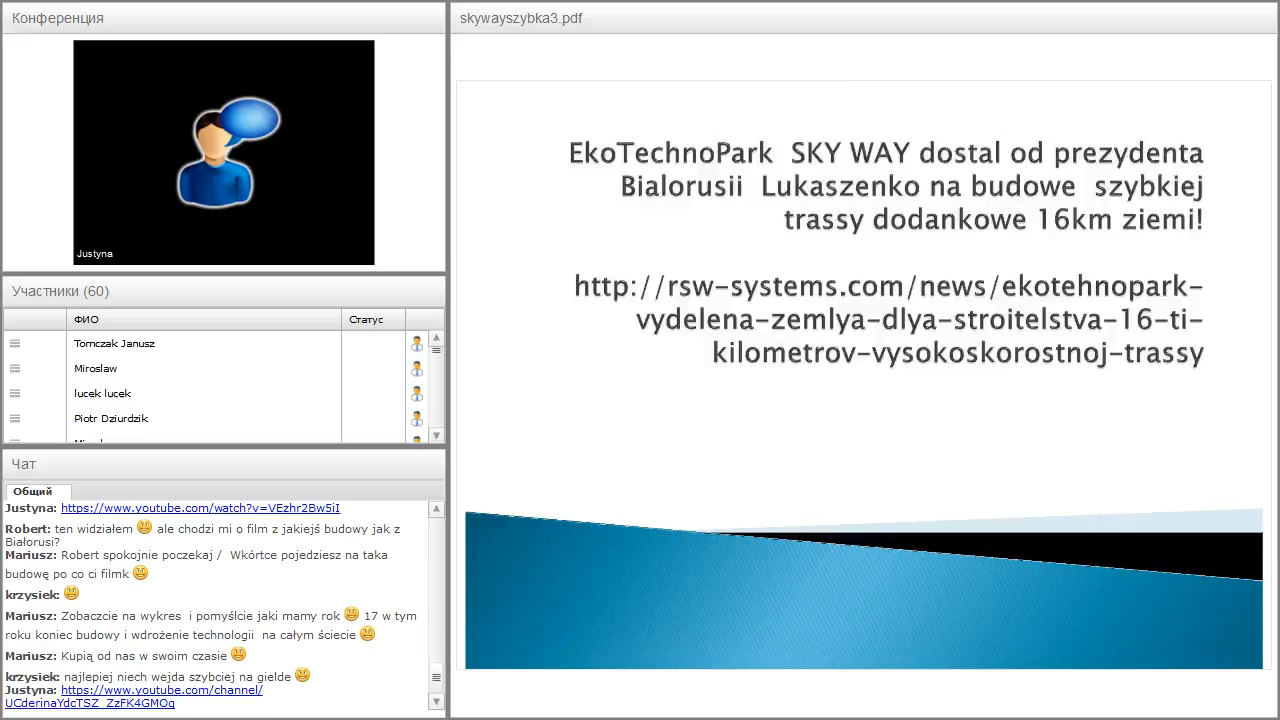 Конференция
Justyna
Участники (60)
ФИО Статус
Tomczak Janusz
Miroslaw
lucek lucek
Piotr Dziurdzik
Чат
Общий
Justyna: https://www.youtube.com/watch?v=VEzhr2Bw5iI
Robert: ten widziałem ale chodzi mi o film z jakiejś budowy jak z
Białorusi?
Mariusz: Robert spokojnie poczekaj / Wkórtce pojedziesz na taka
budowę po co ci filmk
krzysiek:
Mariusz: Zobaczcie na wykres i pomyślcie jaki mamy rok 17 w tym
roku koniec budowy i wdrożenie technologii na całym ściecie
Mariusz: Kupią od nas w swoim czasie
krzysiek: najlepiej niech wejda szybciej na gielde
Justyna: https://www.youtube.com/channel/
UCderinaYdcTSZ_ZzFK4GMOg
skywayszybka3.pdf
EkoTechnoPark SKY WAY dostal od prezydenta
Bialorusii Lukaszenko na budowe szybkiej
trassy dodankowe 16km ziemi!
http://rsw-systems.com/news/ekotehnopark-
vydelena-zemlya-dlya-stroitelstva-16-ti-
kilometrov-vysokoskorostnoj-trassy